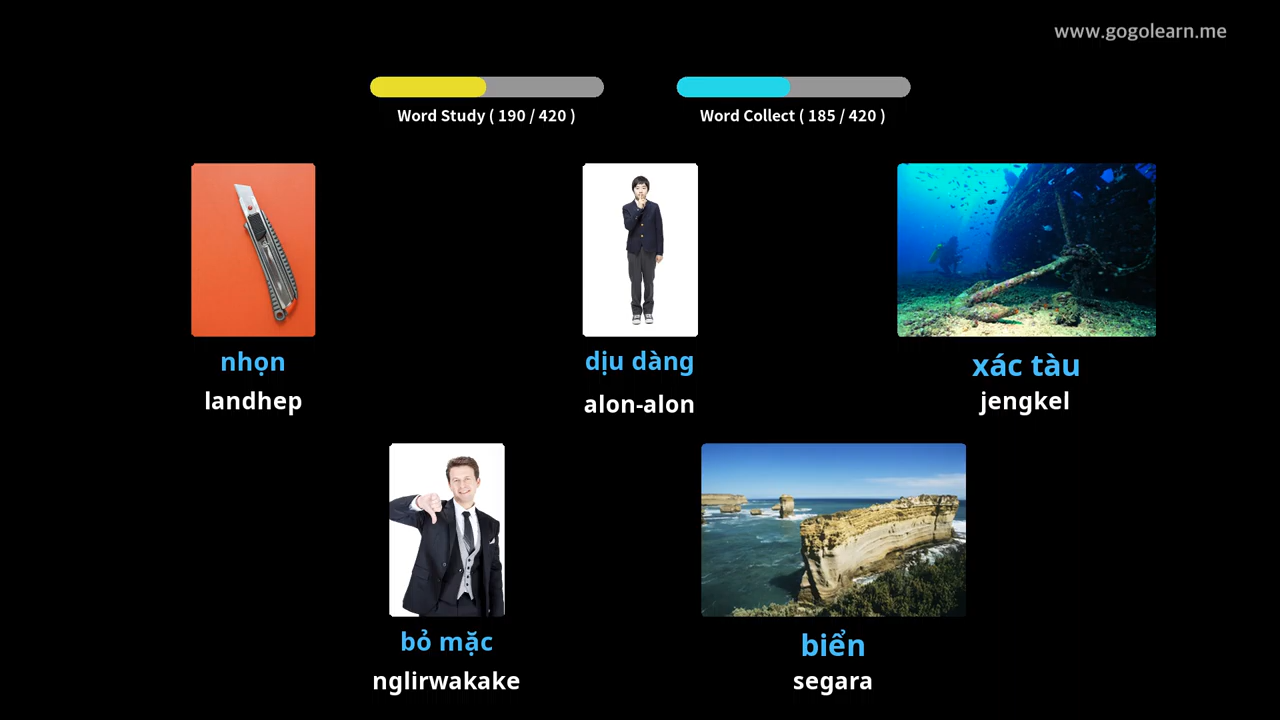 www.gogolearn.me
Word Study ( 190 / 420 )
Word Collect ( 185 / 420 )
nhọn
landhep
dịu dàng
alon-alon
xác tàu
jengkel
bỏ mặc
nglirwakake
biển
segara